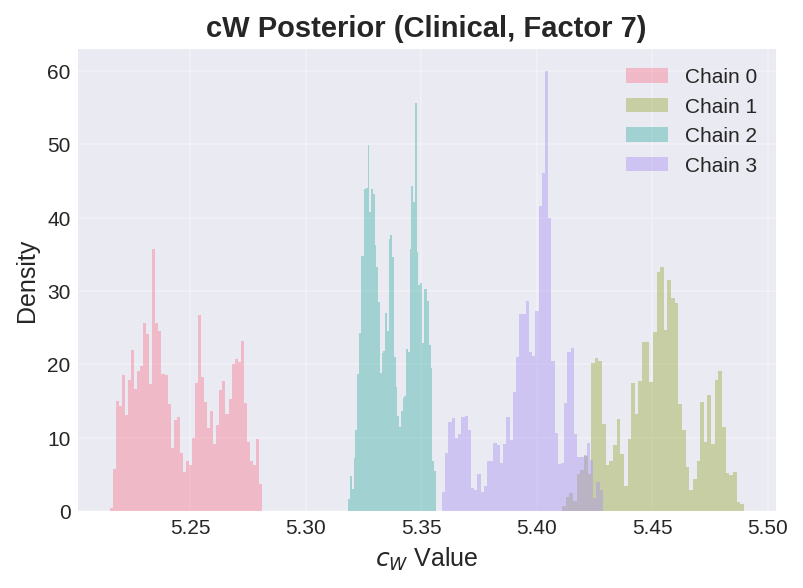 cW Posterior (Clinical, Factor 7)
60
50
40
30
20
10
0
Density
Chain 0
Chain 1
Chain 2
Chain 3
5.25 5.30 5.35 5.40 5.45 5.50
c_W Value